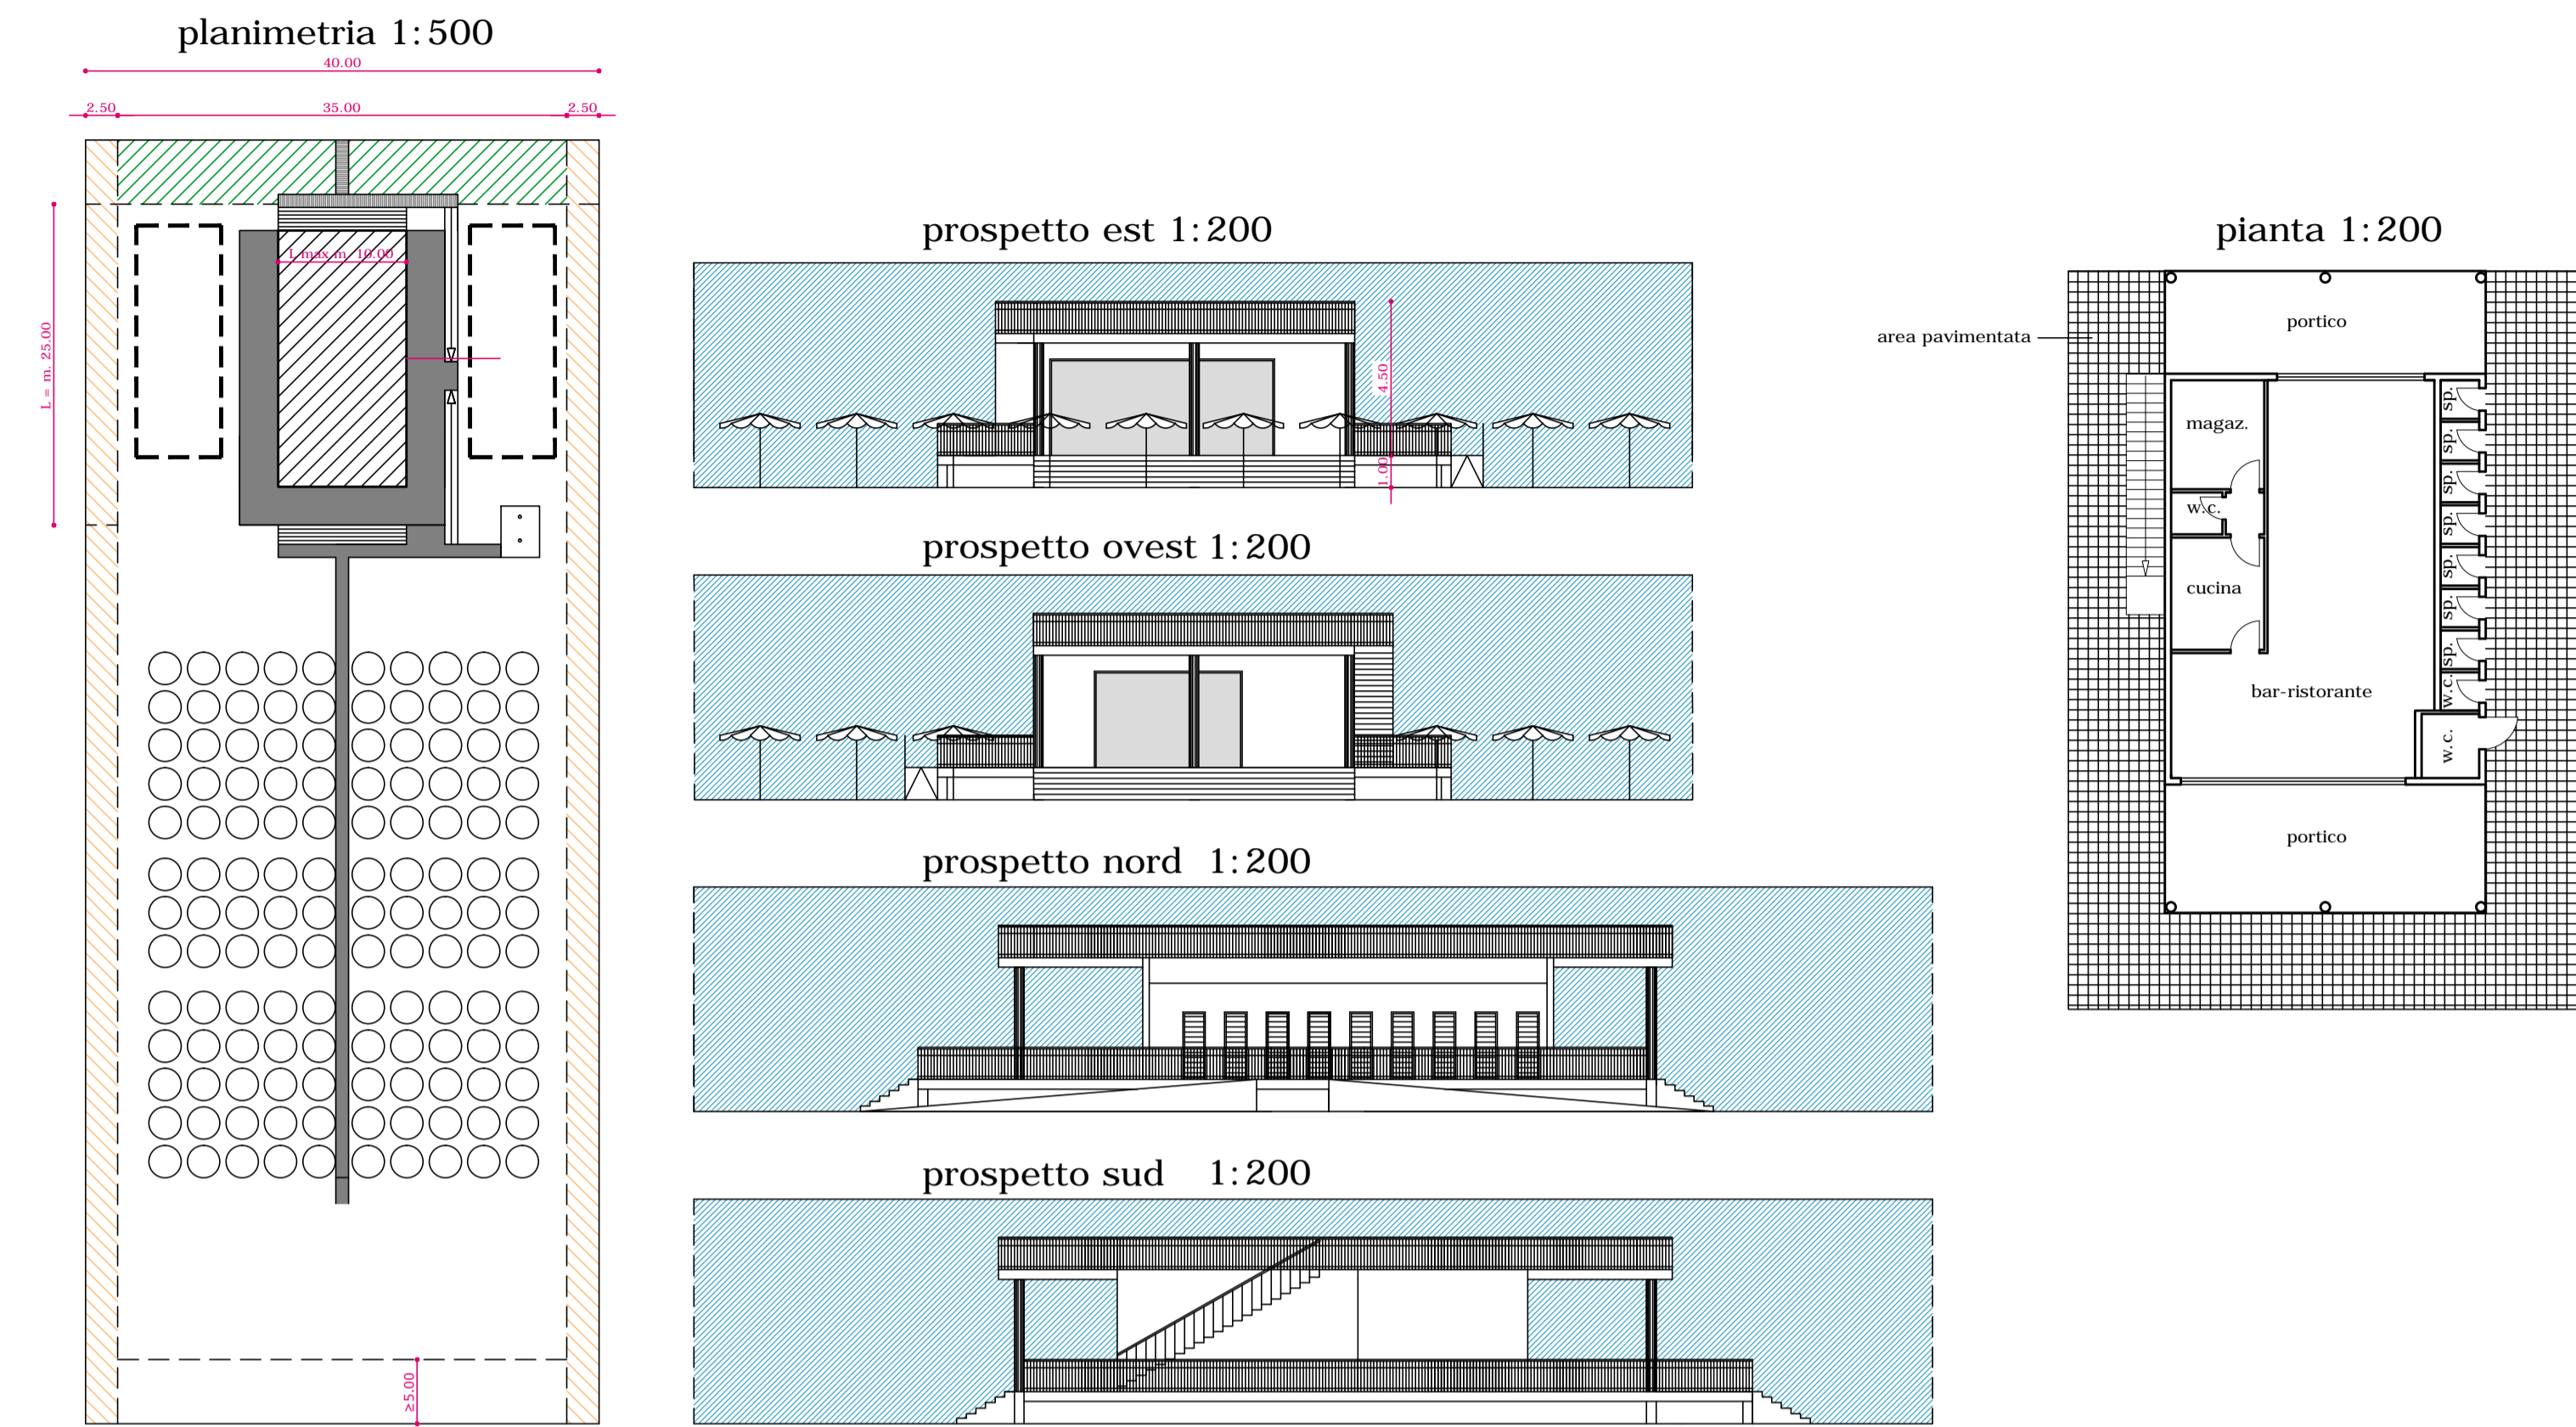 planimetria 1:500
40.00
2.50
35.00
2.50
L max m. 10.00
L = m. 25.00
≥5.00
prospetto est 1:200
4.50
1.00
prospetto ovest 1:200
prospetto nord 1:200
prospetto sud 1:200
pianta 1:200
area pavimentata
portico
magaz.
w.c.
cucina
bar-ristorante
sp.
sp.
sp.
sp.
sp.
sp.
sp.
w.c.
w.c.
portico